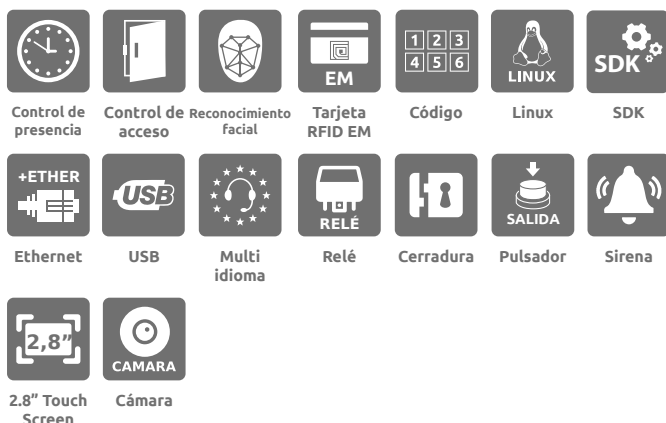 EM
1 2 3
4 5 6
LINUX
SDK
Control de
presencia
Control de
acceso
Reconocimiento
facial
Tarjeta
RFID EM
Código
Linux
SDK
+ETHER
USB
RELÉ
SALIDA
Ethernet
USB
Multi
idioma
Relé
Cerradura
Pulsador
Sirena
2,8”
CAMARA
2.8” Touch
Screen
Cámara